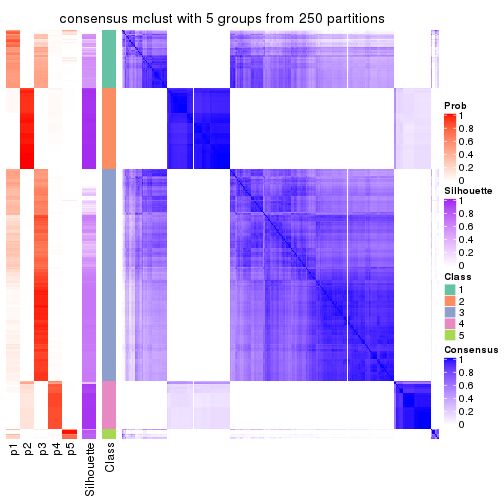 consensus mclust with 5 groups from 250 partitions
Prob
1
0.8
0.6
0.4
0.2
0
Silhouette
1
0.8
0.6
0.4
0.2
0
Class
1
2
3
4
5
Consensus
1
0.8
0.6
0.4
0.2
0
p1
p2
p3
p4
p5
Silhouette
Class